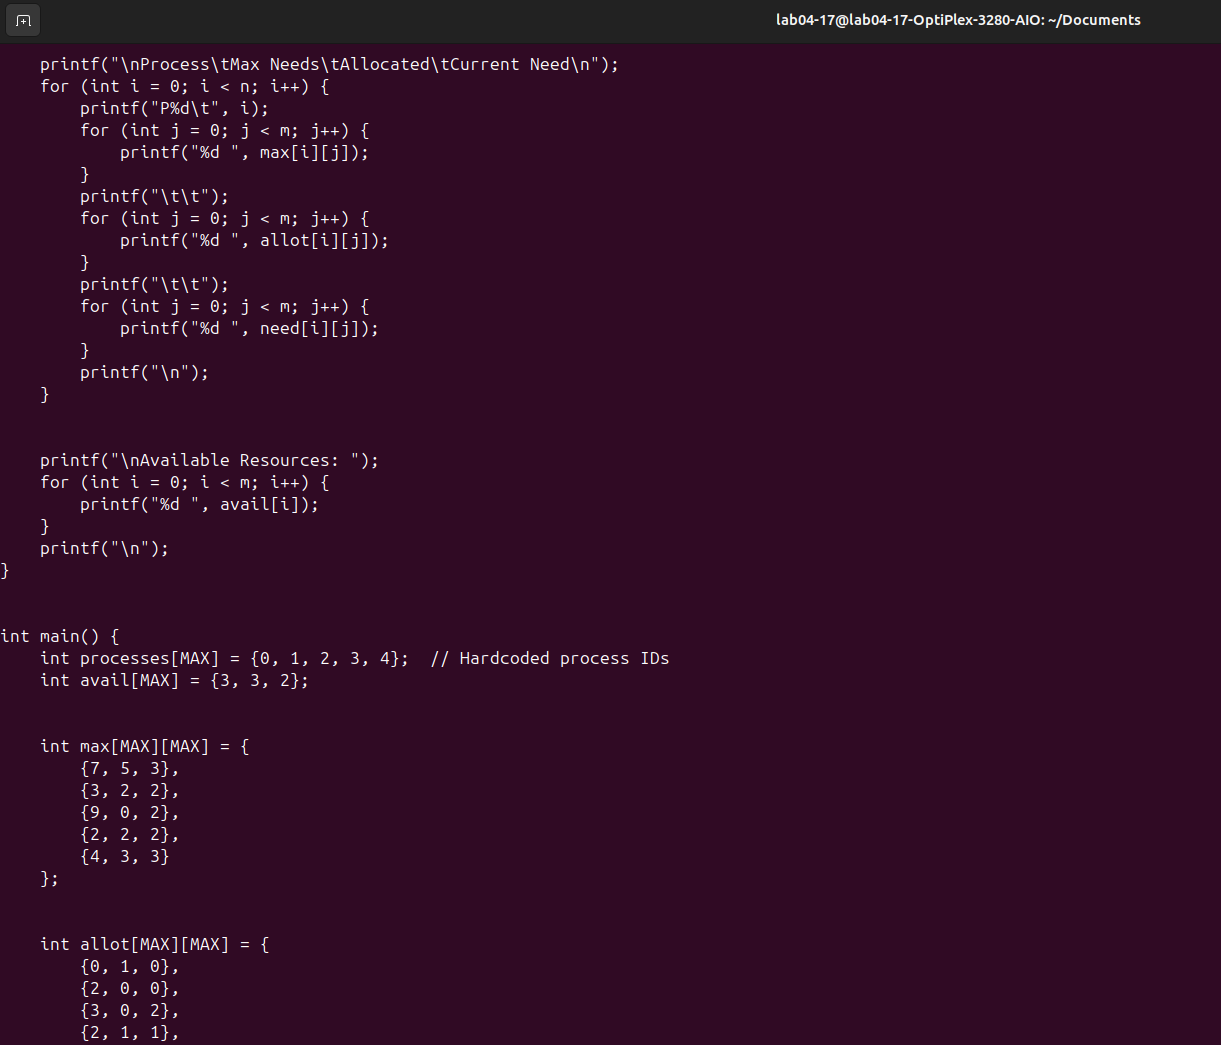 lab04-17@lab04-17-OptiPlex-3280-AIO: ~/Documents
    printf("\nProcess\tMax Needs\tAllocated\tCurrent Need\n");
    for (int i = 0; i < n; i++) {
        printf("P%d\t", i);
        for (int j = 0; j < m; j++) {
            printf("%d ", max[i][j]);
        }
        printf("\t\t");
        for (int j = 0; j < m; j++) {
            printf("%d ", allot[i][j]);
        }
        printf("\t\t");
        for (int j = 0; j < m; j++) {
            printf("%d ", need[i][j]);
        }
        printf("\n");
    }
    printf("\nAvailable Resources: ");
    for (int i = 0; i < m; i++) {
        printf("%d ", avail[i]);
    }
    printf("\n");
}
int main() {
    int processes[MAX] = {0, 1, 2, 3, 4};  // Hardcoded process IDs
    int avail[MAX] = {3, 3, 2};
    int max[MAX][MAX] = {
        {7, 5, 3},
        {3, 2, 2},
        {9, 0, 2},
        {2, 2, 2},
        {4, 3, 3}
    };
    int allot[MAX][MAX] = {
        {0, 1, 0},
        {2, 0, 0},
        {3, 0, 2},
        {2, 1, 1},